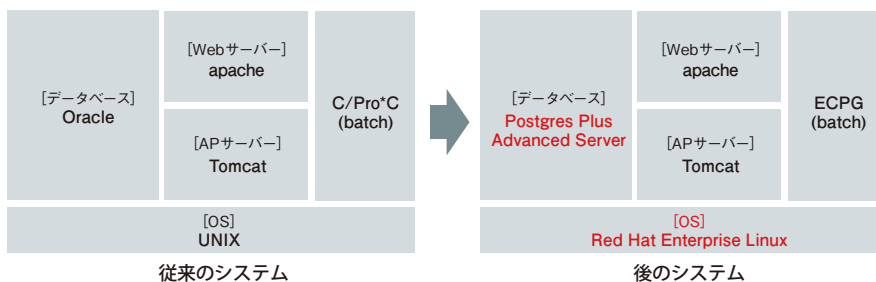 [データベース]
Oracle
[Webサーバー]
apache
[APサーバー]
Tomcat
C/Pro*C
(batch)
[OS]
UNIX
従来のシステム
[データベース]
Postgres Plus
Advanced Server
[Webサーバー]
apache
[APサーバー]
Tomcat
ECPG
(batch)
[OS]
Red Hat Enterprise Linux
後のシステム